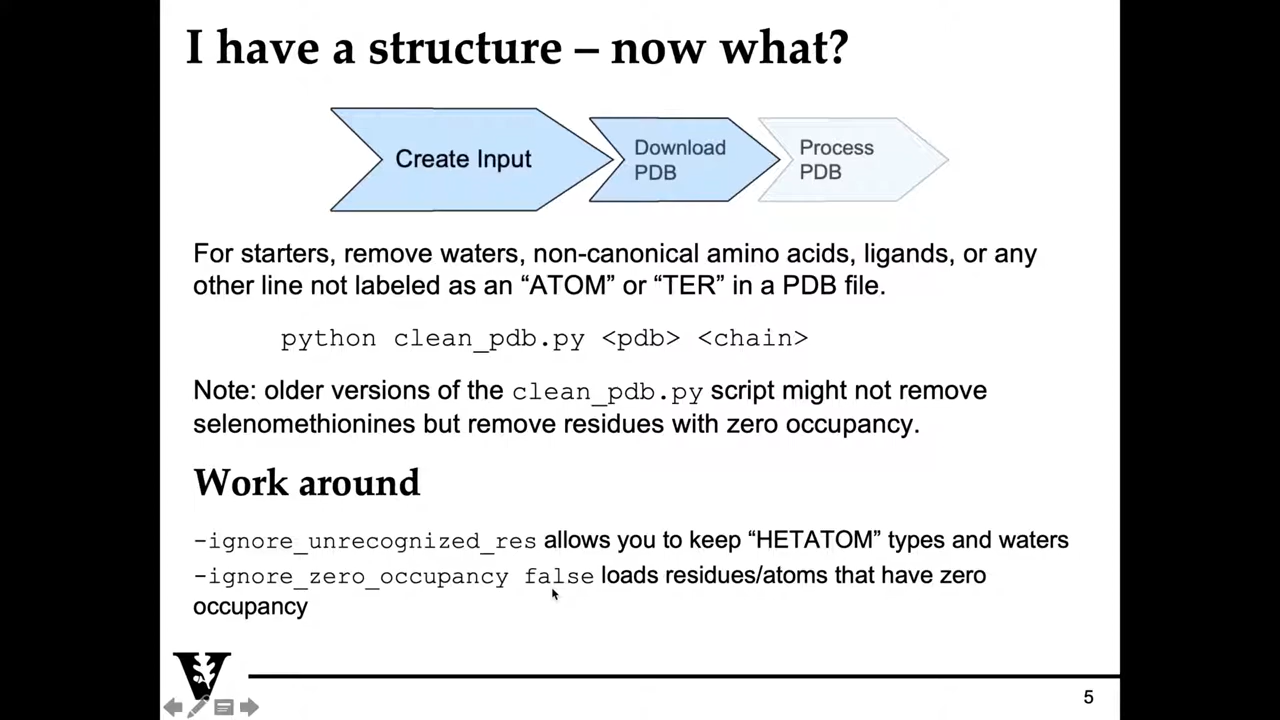 I have a structure – now what?
Create Input
Download
PDB
Process
PDB
For starters, remove waters, non-canonical amino acids, ligands, or any
other line not labeled as an “ATOM” or “TER” in a PDB file.
python clean_pdb.py <pdb> <chain>
Note: older versions of the clean_pdb.py script might not remove
selenomethionines but remove residues with zero occupancy.
Work around
-ignore_unrecognized_res allows you to keep “HETATOM” types and waters
-ignore_zero_occupancy false loads residues/atoms that have zero
occupancy
V
5